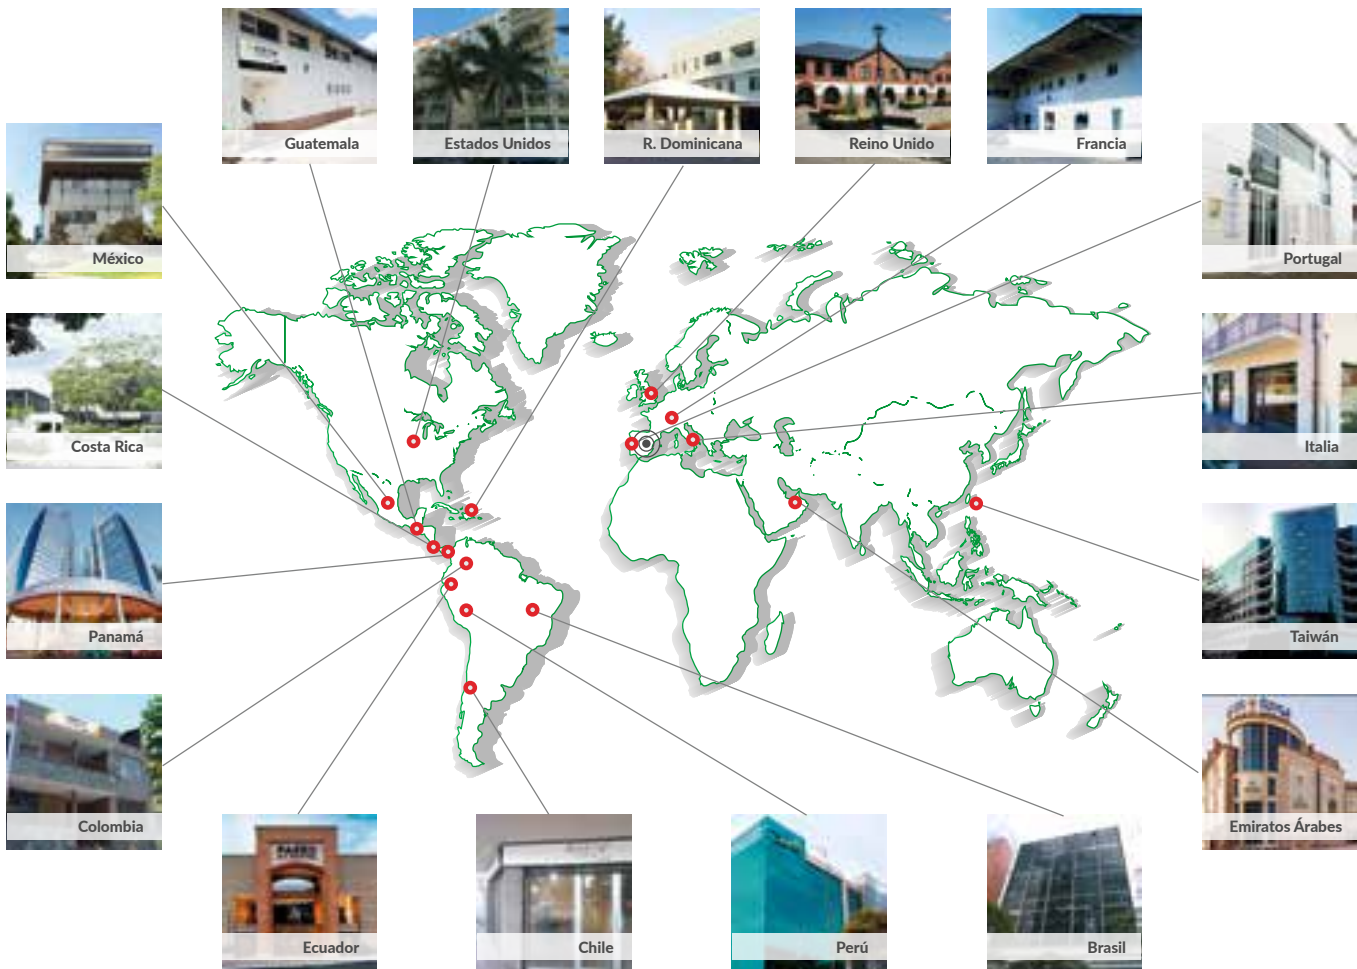 Guatemala
Estados Unidos
R. Dominicana
Reino Unido
Francia
México
Portugal
Costa Rica
Italia
Panamá
Taiwán
Colombia
Emiratos Árabes
Ecuador
Chile
Perú
Brasil